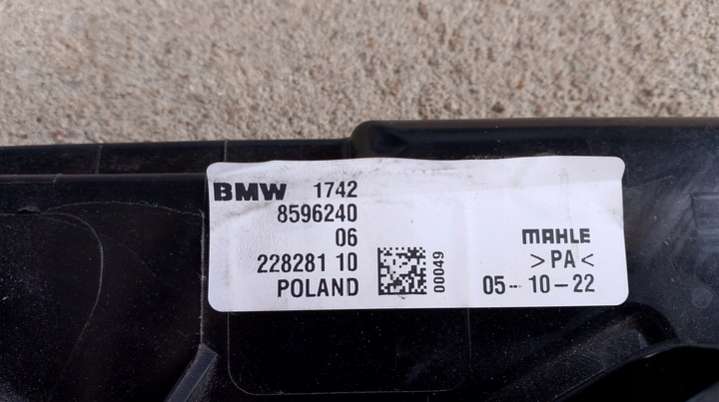 BMW 1742
8596240
06
228281 10
POLAND
00049
MAHLE
>PA<
05-10-22